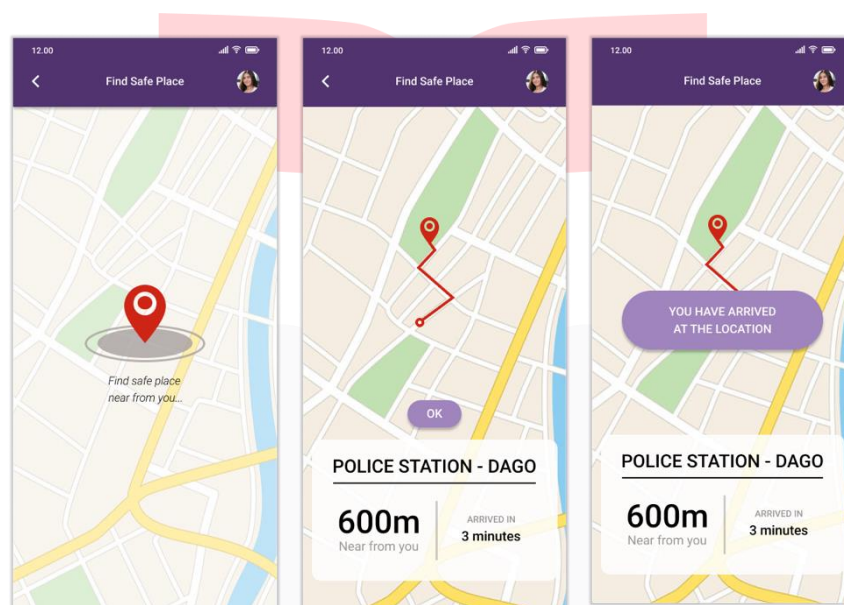 12.00
Find Safe Place
Find safe place
near from you...
12.00
Find Safe Place
OK
POLICE STATION - DAGO
600m
Near from you
ARRIVED IN
3 minutes
12.00
Find Safe Place
YOU HAVE ARRIVED
AT THE LOCATION
POLICE STATION - DAGO
600m
Near from you
ARRIVED IN
3 minutes